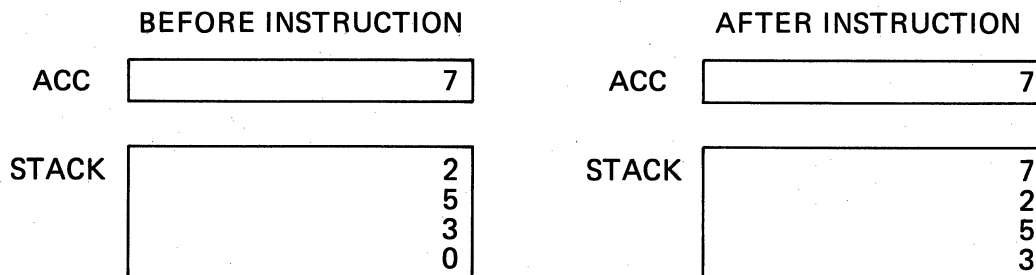 BEFORE INSTRUCTION AFTER INSTRUCTION
ACC 7 ACC 7
STACK 2 STACK 7
5 2
3 5
0 3